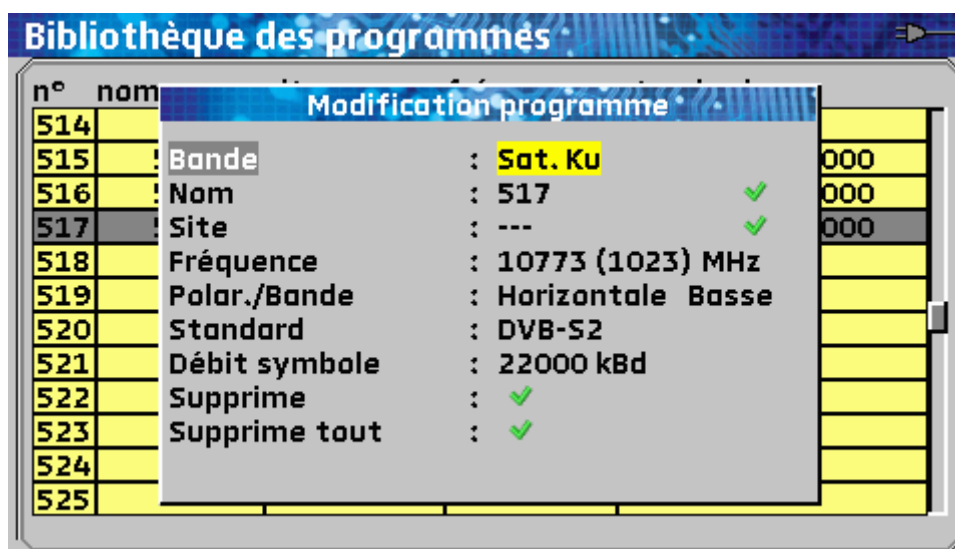 Bibliothèque des programmes
n° nom
Modification programme
514
515 000
516 000
517 000
518
519
520
521
522
523
524
525
Bande : Sat. Ku
Nom : 517
Site : ---
Fréquence : 10773 (1023) MHz
Polar./Bande : Horizontale Basse
Standard : DVB-S2
Débit symbole : 22000 kBd
Supprime :
Supprime tout :